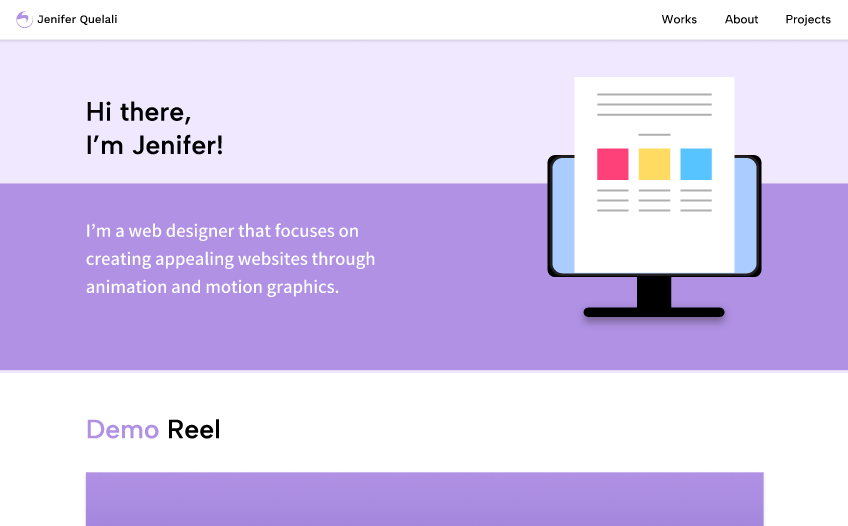 Jenifer Quelali
Works
About
Projects
Hi there,
I’m Jenifer!
I’m a web designer that focuses on
creating appealing websites through
animation and motion graphics.
Demo Reel